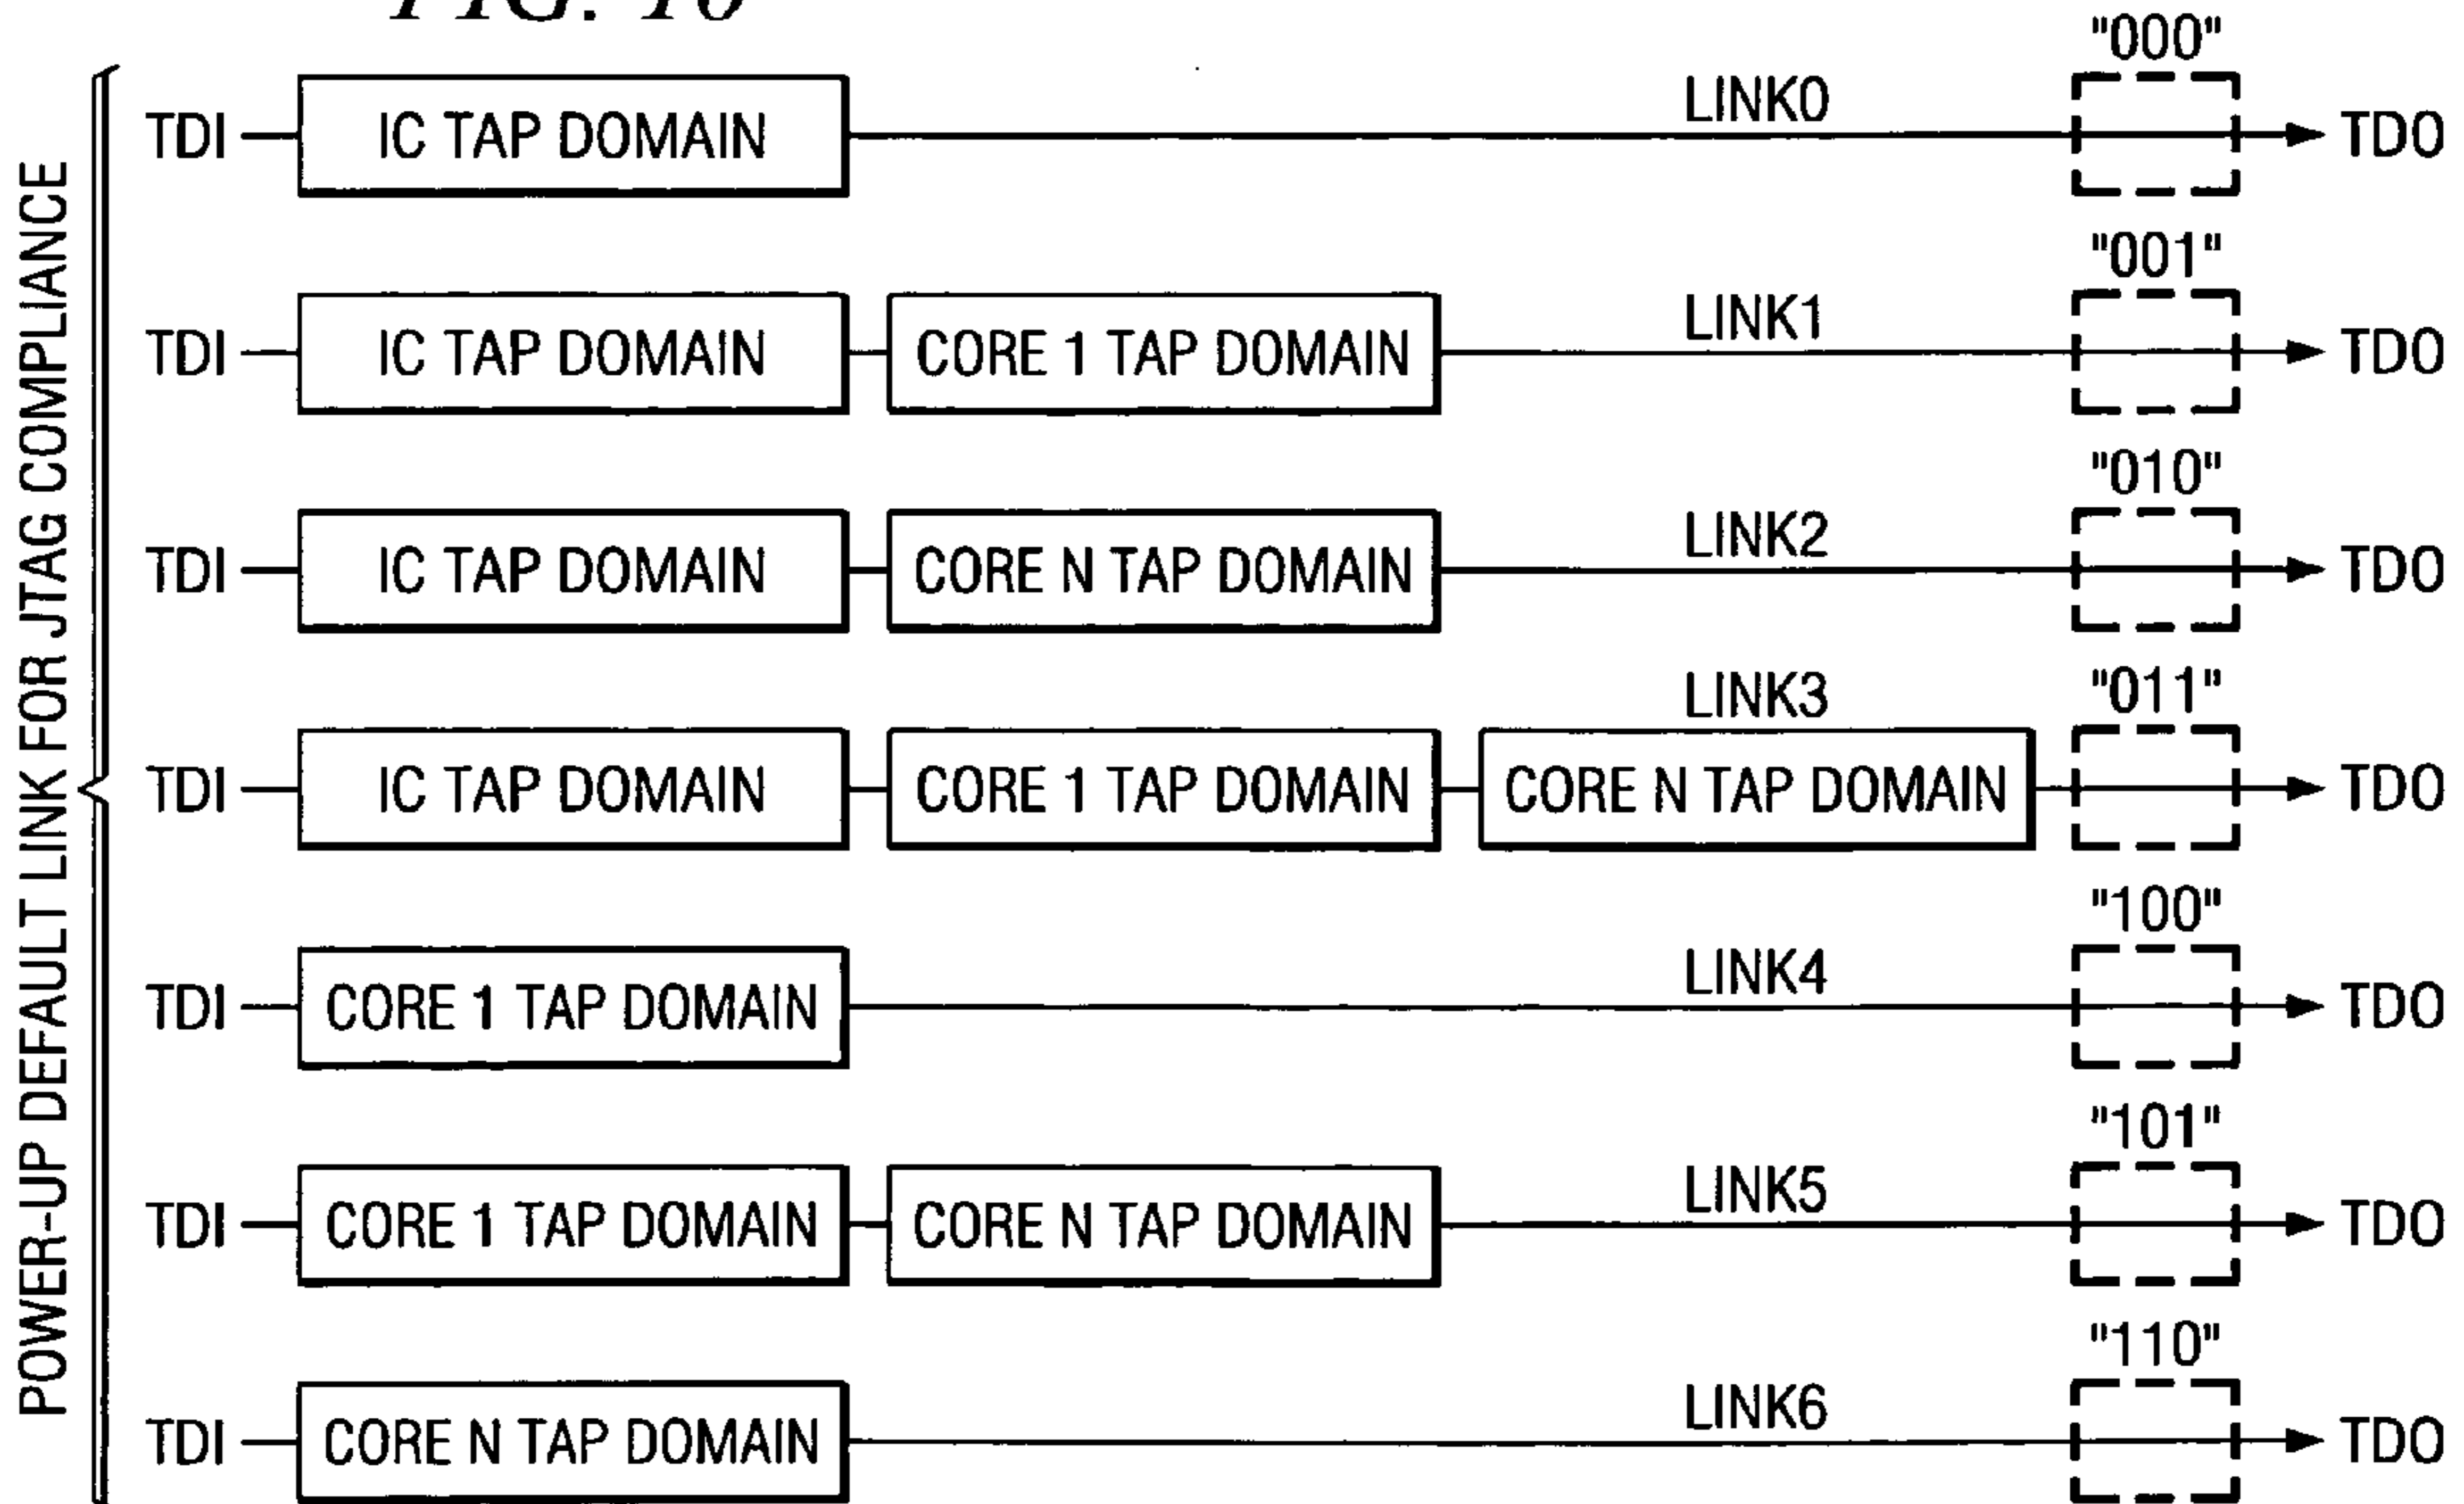 FIG. 10
POWER-UP DEFAULT LINK FOR JTAG COMPLIANCE
"000"
TDI IC TAP DOMAIN LINK0 TDO
"001"
TDI IC TAP DOMAIN CORE 1 TAP DOMAIN LINK1 TDO
"010"
TDI IC TAP DOMAIN CORE N TAP DOMAIN LINK2 TDO
"011"
LINK3
TDI IC TAP DOMAIN CORE 1 TAP DOMAIN CORE N TAP DOMAIN TDO
"100"
TDI CORE 1 TAP DOMAIN LINK4 TDO
"101"
TDI CORE 1 TAP DOMAIN CORE N TAP DOMAIN LINK5 TDO
"110"
TDI CORE N TAP DOMAIN LINK6 TDO